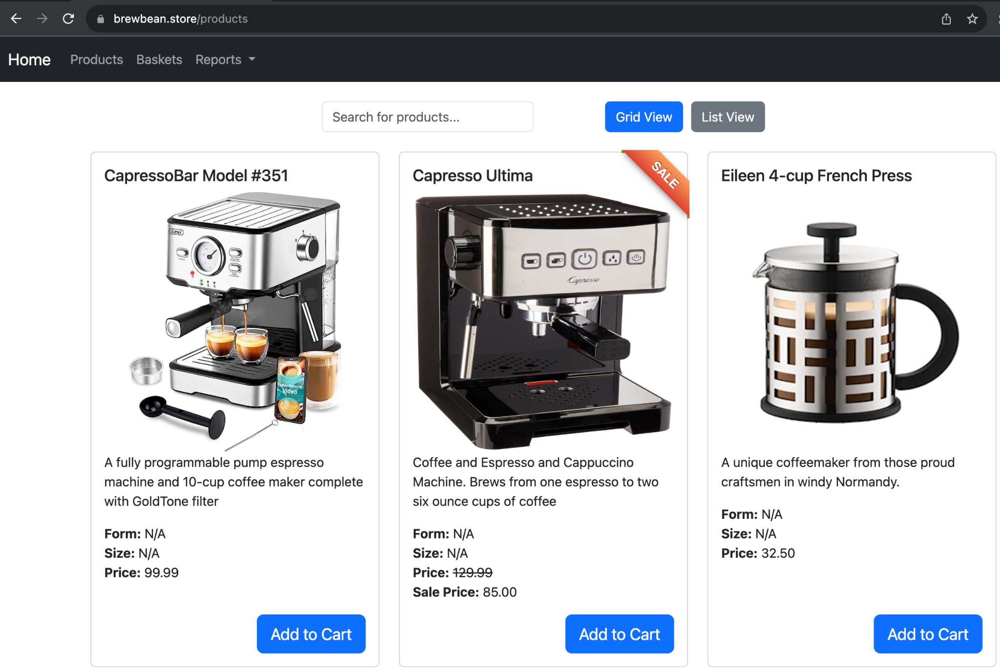 brewbean.store/products
Home Products Baskets Reports
Search for products...
Grid View List View
CapressoBar Model #351
Gevi
Coffee Brewing
Video
A fully programmable pump espresso
machine and 10-cup coffee maker complete
with GoldTone filter
Form: N/A
Size: N/A
Price: 99.99
Add to Cart
Capresso Ultima
SALE
Capresso
Coffee and Espresso and Cappuccino
Machine. Brews from one espresso to two
six ounce cups of coffee
Form: N/A
Size: N/A
Price: 129.99
Sale Price: 85.00
Add to Cart
Eileen 4-cup French Press
A unique coffeemaker from those proud
craftsmen in windy Normandy.
Form: N/A
Size: N/A
Price: 32.50
Add to Cart